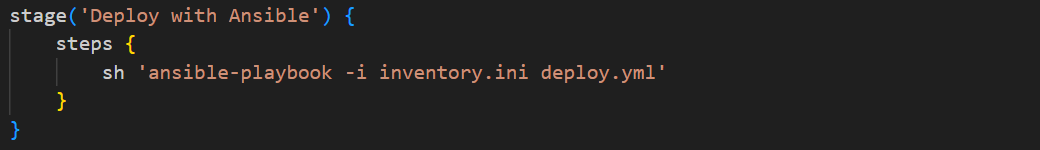 stage('Deploy with Ansible') {
    steps {
        sh 'ansible-playbook -i inventory.ini deploy.yml'
    }
}